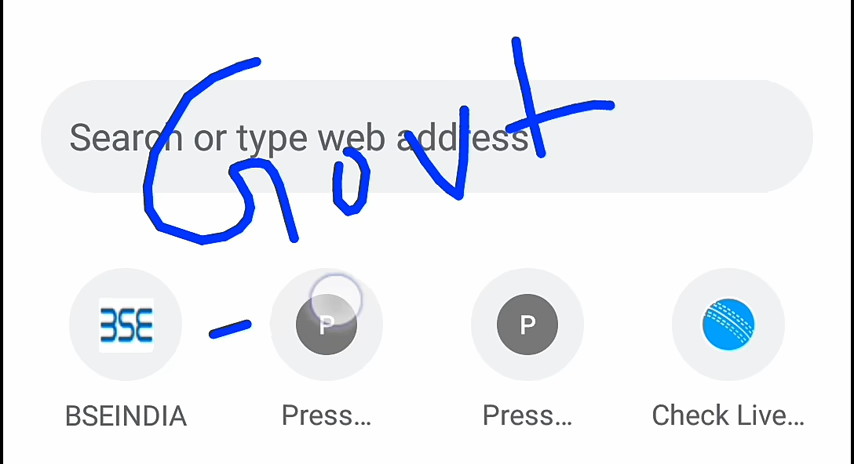 Govt
Search or type web address
BSE - P P
BSEINDIA Press... Press... Check Live...